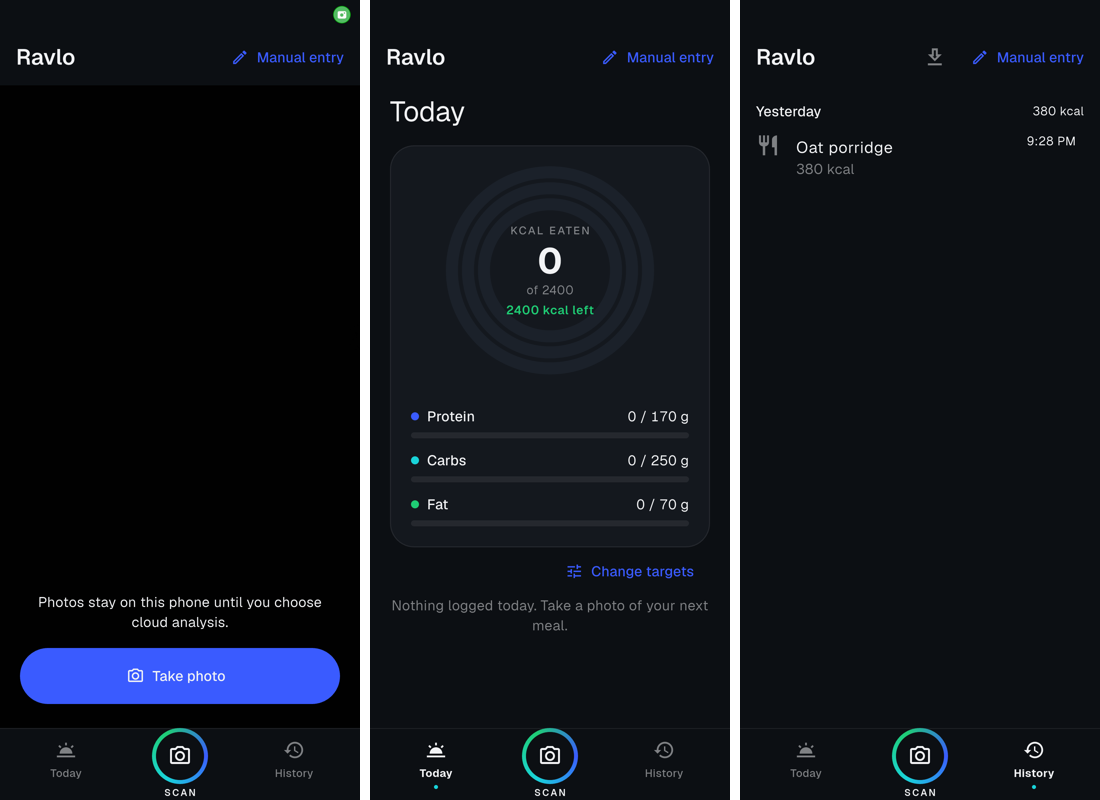 Ravlo
Manual entry
Photos stay on this phone until you choose
cloud analysis.
Take photo
Today
SCAN
History
Ravlo
Manual entry
Today
KCAL EATEN
0
of 2400
2400 kcal left
Protein
0 / 170 g
Carbs
0 / 250 g
Fat
0 / 70 g
Change targets
Nothing logged today. Take a photo of your next
meal.
Today
SCAN
History
Ravlo
Manual entry
Yesterday
380 kcal
Oat porridge
9:28 PM
380 kcal
Today
SCAN
History